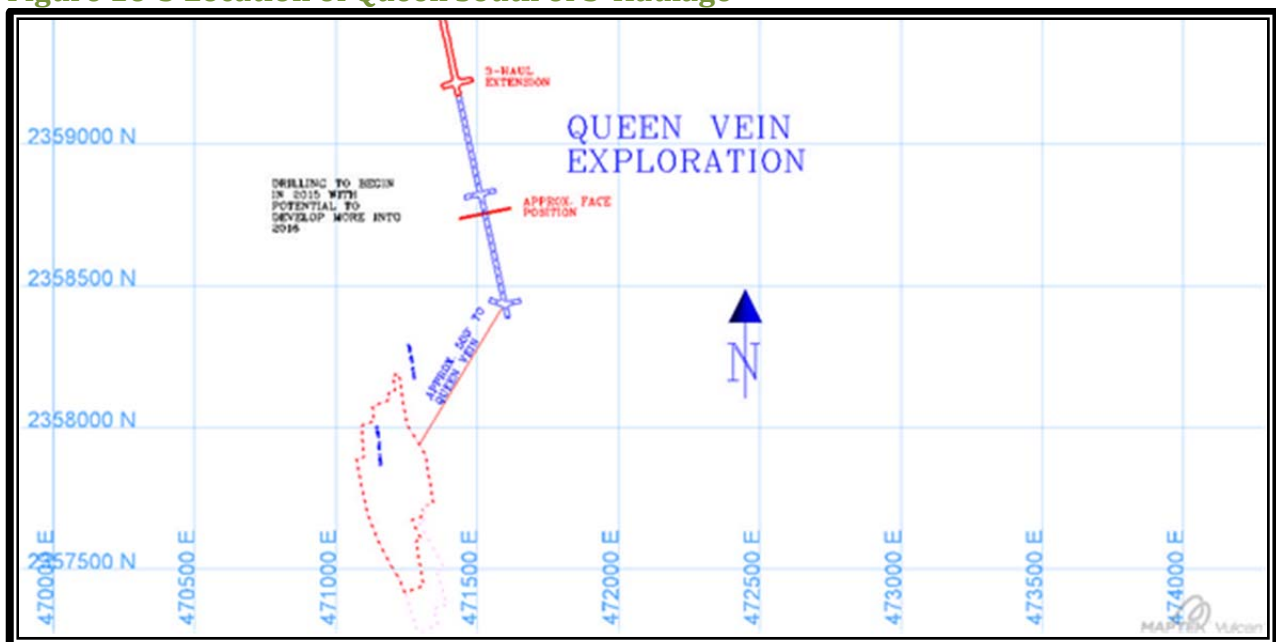 Figure Location of Queen South of 3-Haulage
3-HAUL
EXTENSION
QUEEN VEIN
EXPLORATION
2359000 N
DRILLING TO BEGIN
IN 2015 WITH
POTENTIAL TO
DEVELOP MORE INTO
2016
APPROX. FACE
POSITION
2358500 N
APPROX. 500' TO
QUEEN VEIN
N
2358000 N
2357500 N
470000 E
470500 E
471000 E
471500 E
472000 E
472500 E
473000 E
473500 E
474000 E
MAPTEK Vulcan